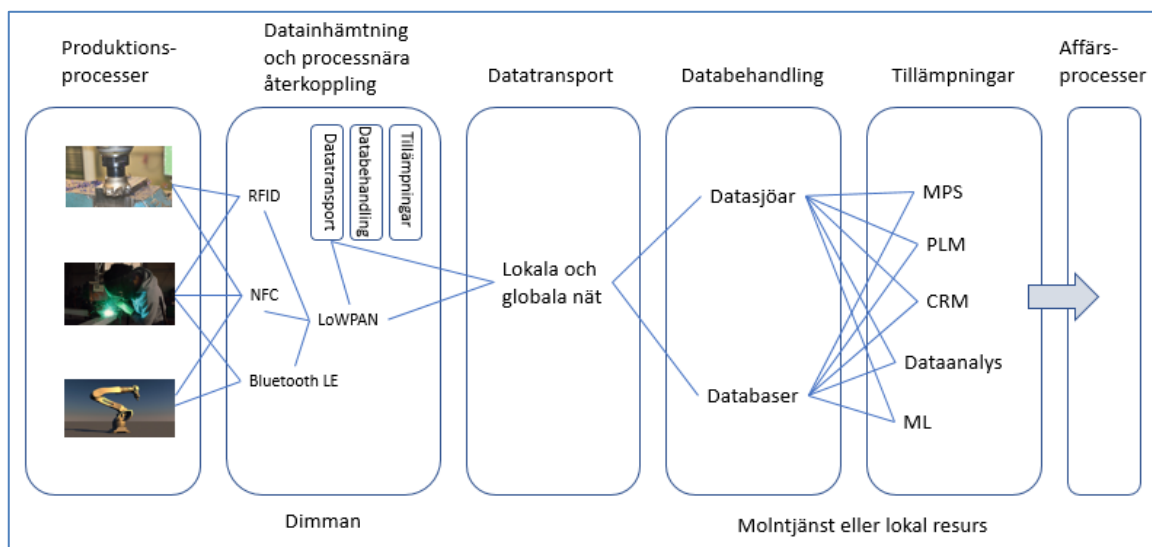 Produktions-
processer
Datainhämtning
och processnära
återkoppling
Datatransport
Databehandling
Tillämpningar
Affärs-
processer
Datatransport
Databehandling
Tillämpningar
RFID
NFC
LoWPAN
Bluetooth LE
Lokala och
globala nät
Datasjöar
Databaser
MPS
PLM
CRM
Dataanalys
ML
Dimman
Molntjänst eller lokal resurs